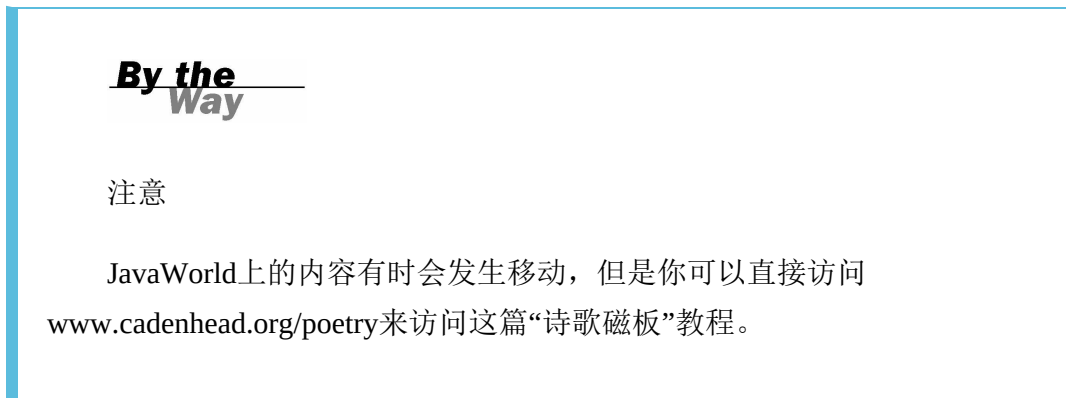 By the
Way
注意
JavaWorld上的内容有时会发生移动，但是你可以直接访问
www.cadenhead.org/poetry来访问这篇“诗歌磁板”教程。